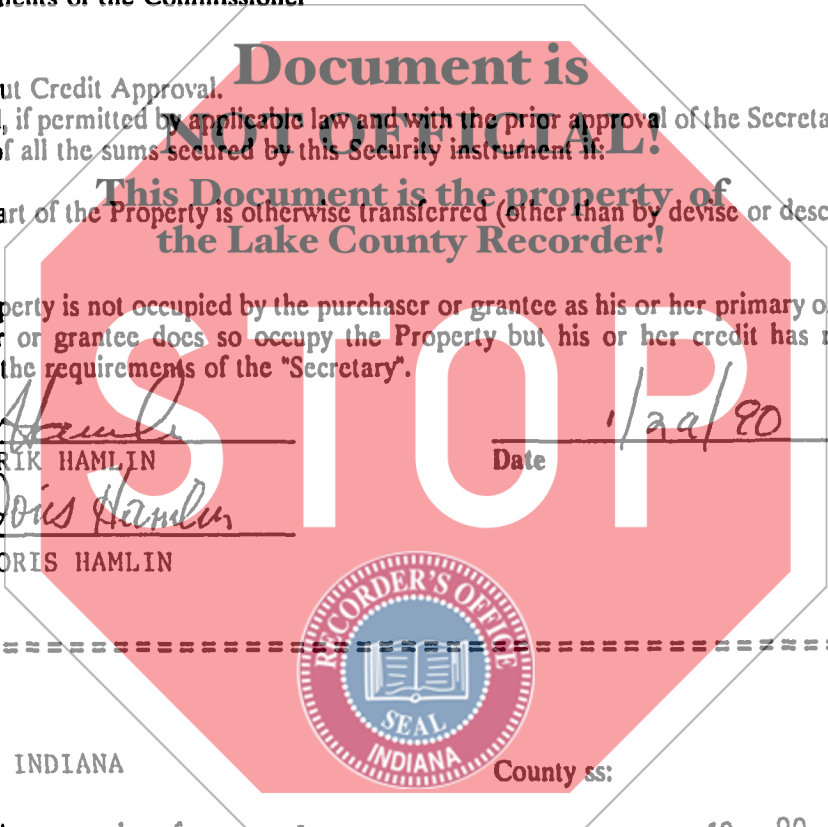 ments of the Commissioner
Document is
ut Credit Approval.
NOT OFFICIAL!
, if permitted by applicable law and with the prior approval of the Secreta
f all the sums secured by this Security instrument if:
This Document is the property of
art of the Property is otherwise transferred (other than by devise or desc
the Lake County Recorder!
perty is not occupied by the purchaser or grantee as his or her primary o
r or grantee does so occupy the Property but his or her credit has
the requirements of the "Secretary".
STOP
Hamlin
RIK HAMLIN
Date
Doris Hamlin
ORIS HAMLIN
RECORDER'S OFFICE
SEAL
INDIANA
INDIANA
County ss: